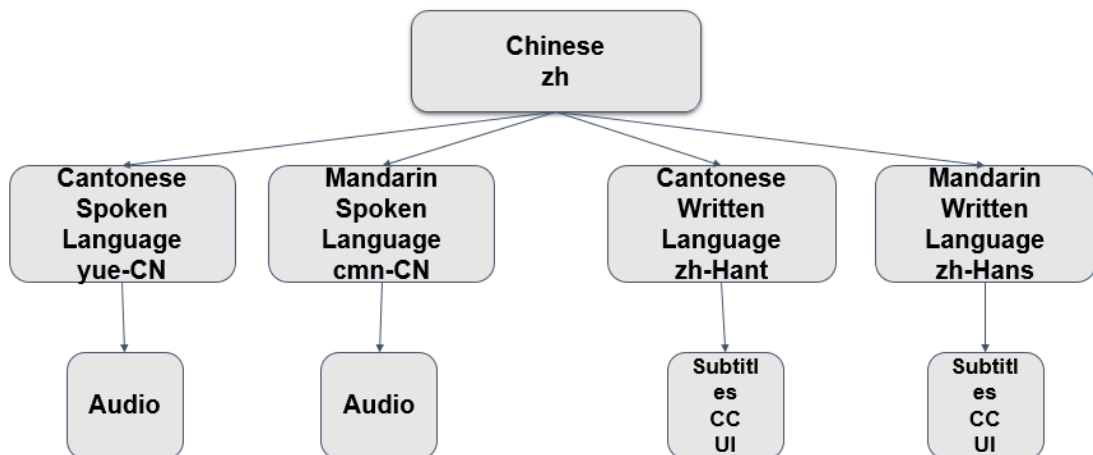 Chinese
zh
Cantonese
Spoken
Language
yue-CN
Mandarin
Spoken
Language
cmn-CN
Cantonese
Written
Language
zh-Hant
Mandarin
Written
Language
zh-Hans
Audio
Audio
Subtitl
es
CC
UI
Subtitl
es
CC
UI